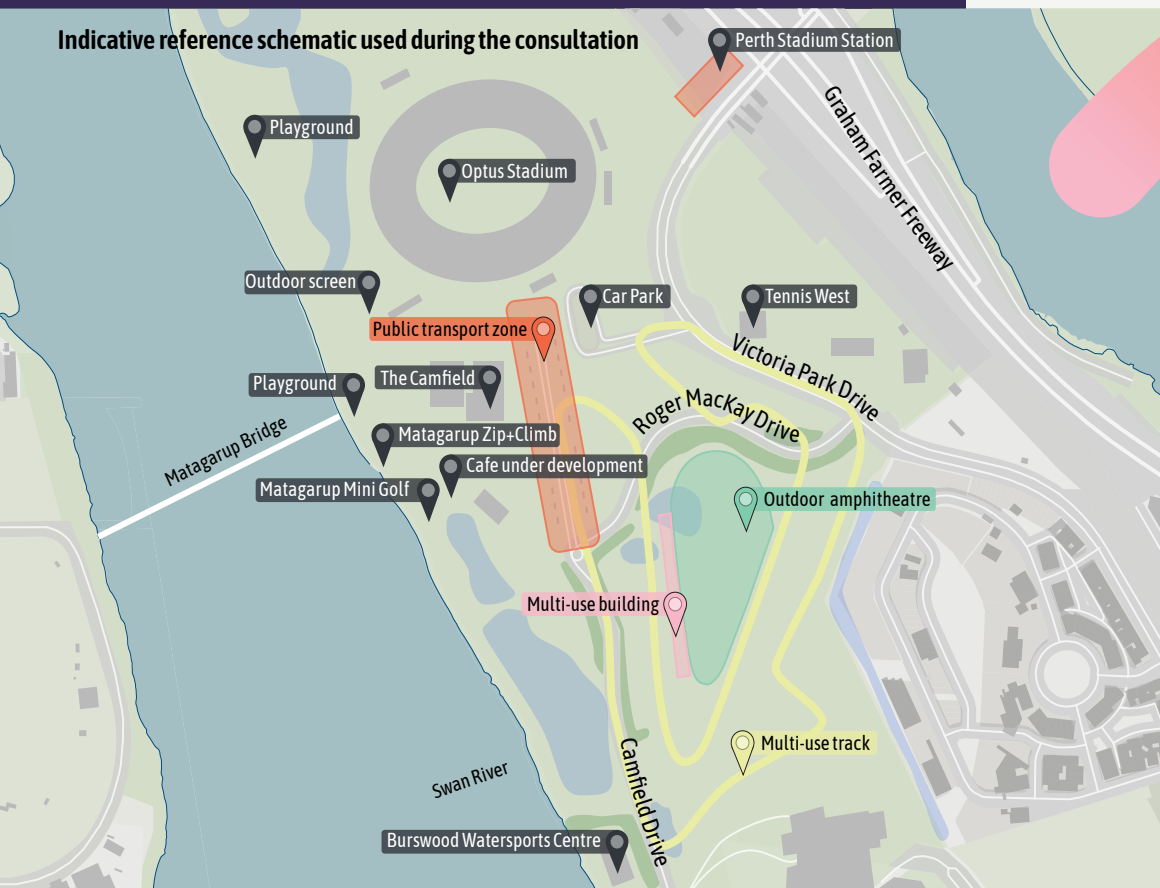 Indicative reference schematic used during the consultation
Perth Stadium Station
Graham Farmer Freeway
Playground
Optus Stadium
Outdoor screen
Car Park
Tennis West
Public transport zone
Victoria Park Drive
Playground
The Camfield
Roger MacKay Drive
Matagarup Bridge
Matagarup Zip+Climb
Cafe under development
Matagarup Mini Golf
Outdoor amphitheatre
Multi-use building
Multi-use track
Camfield Drive
Swan River
Burswood Watersports Centre